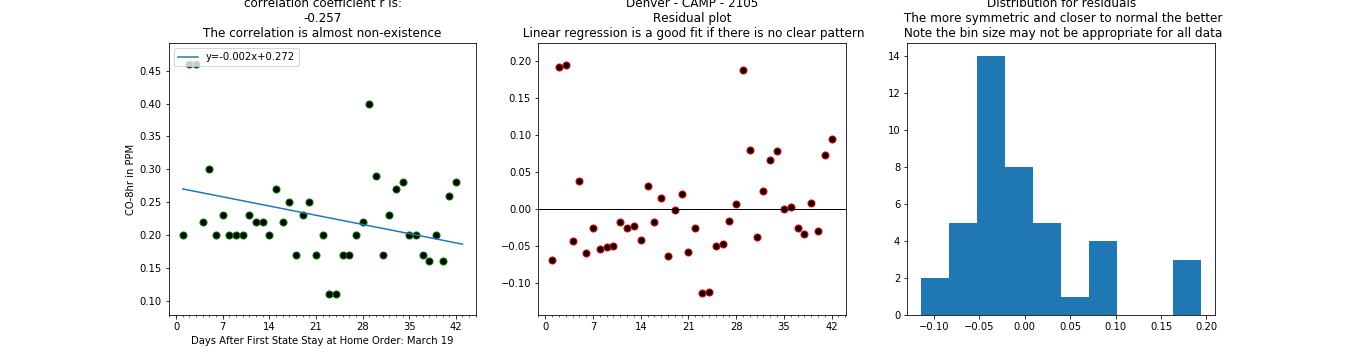 correlation coefficient r is:
-0.257
The correlation is almost non-existence
y=-0.002x+0.272
CO-8hr in PPM
0.45
0.40
0.35
0.30
0.25
0.20
0.15
0.10
0 7 14 21 28 35 42
Days After First State Stay at Home Order: March 19
Denver - CAMP - 2105
Residual plot
Linear regression is a good fit if there is no clear pattern
0.20
0.15
0.10
0.05
0.00
−0.05
−0.10
0 7 14 21 28 35 42
Distribution for residuals
The more symmetric and closer to normal the better
Note the bin size may not be appropriate for all data
14
12
10
8
6
4
2
0
−0.10 −0.05 0.00 0.05 0.10 0.15 0.20